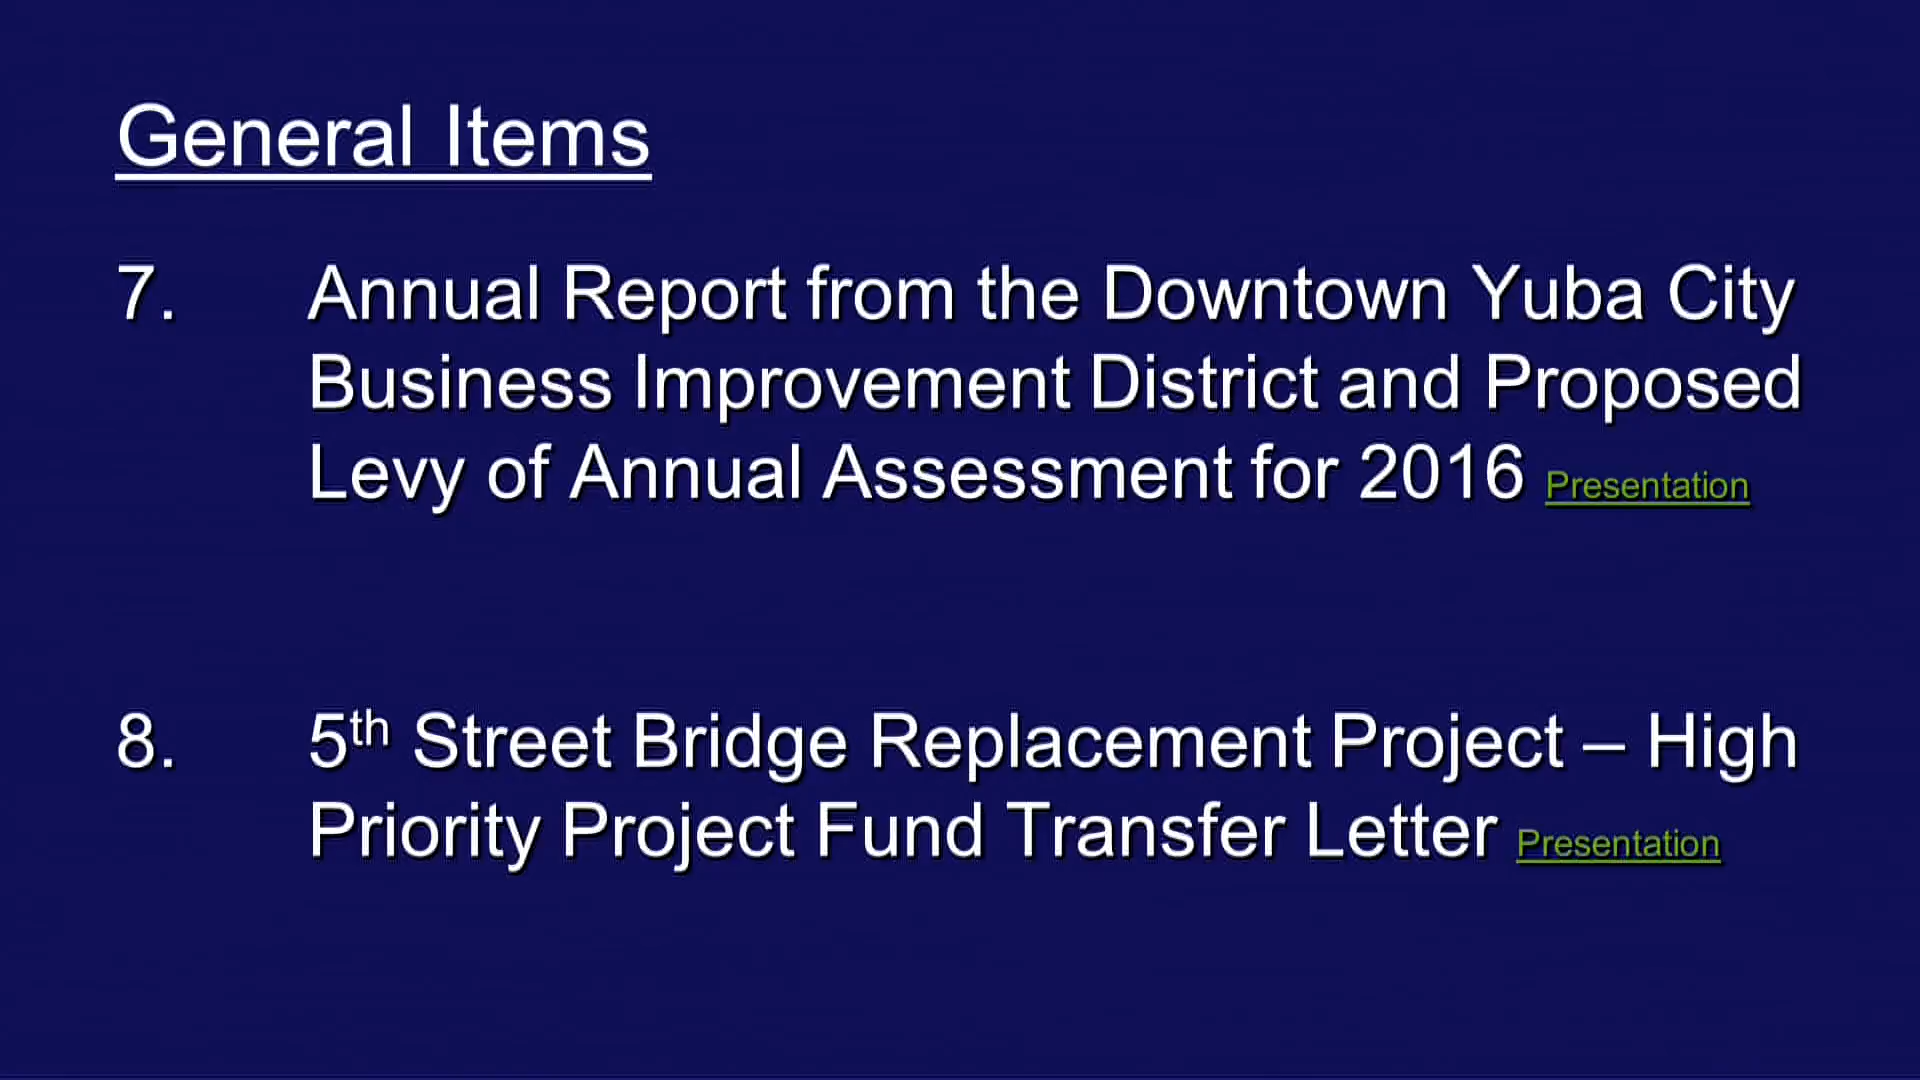 General Items
7. Annual Report from the Downtown Yuba City
Business Improvement District and Proposed
Levy of Annual Assessment for 2016 Presentation
8. 5th Street Bridge Replacement Project – High
Priority Project Fund Transfer Letter Presentation